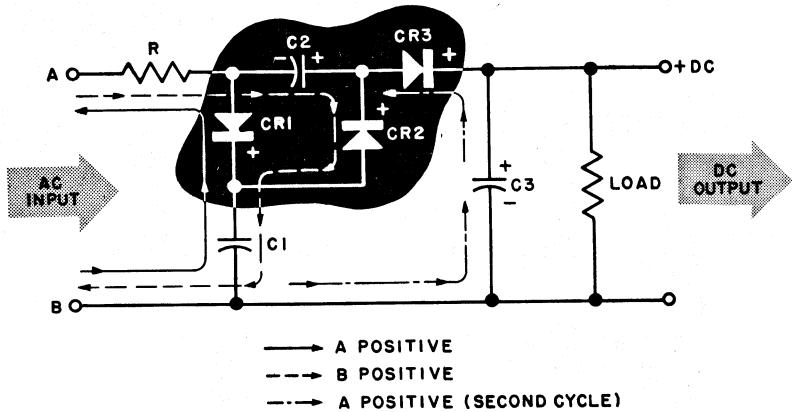 R
A
C2
- +
CR3
+
+DC
CR1
+
+
CR2
AC
INPUT
C1
+
C3
-
LOAD
DC
OUTPUT
B
A POSITIVE
B POSITIVE
A POSITIVE (SECOND CYCLE)